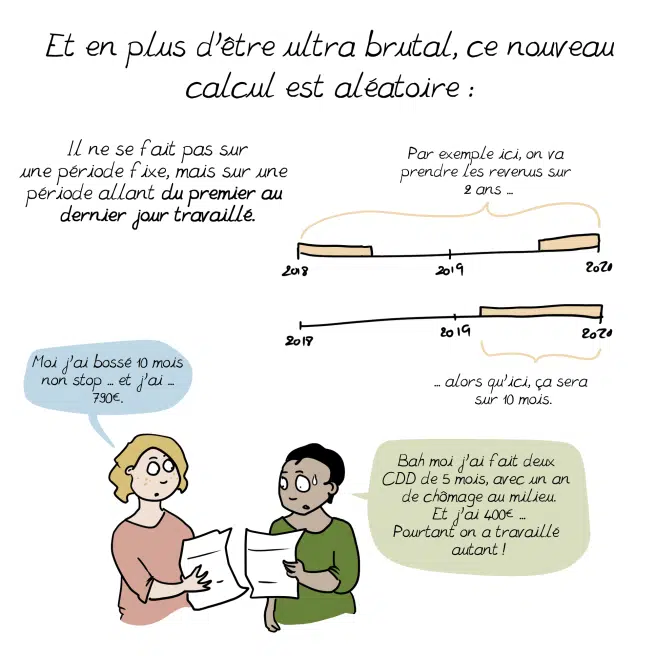 Et en plus d'être ultra brutal, ce nouveau
calcul est aléatoire :
Il ne se fait pas sur
une période fixe, mais sur une
période allant du premier au
dernier jour travaillé.
Par exemple ici, on va
prendre les revenus sur
2 ans ...
2018
2019
2020
2018
2019
2020
... alors qu'ici, ça sera
sur 10 mois.
Moi j'ai bossé 10 mois
non stop ... et j'ai ...
790€.
Bah moi j'ai fait deux
CDD de 5 mois, avec un an
de chômage au milieu.
Et j'ai 400€ ...
Pourtant on a travaillé
autant !